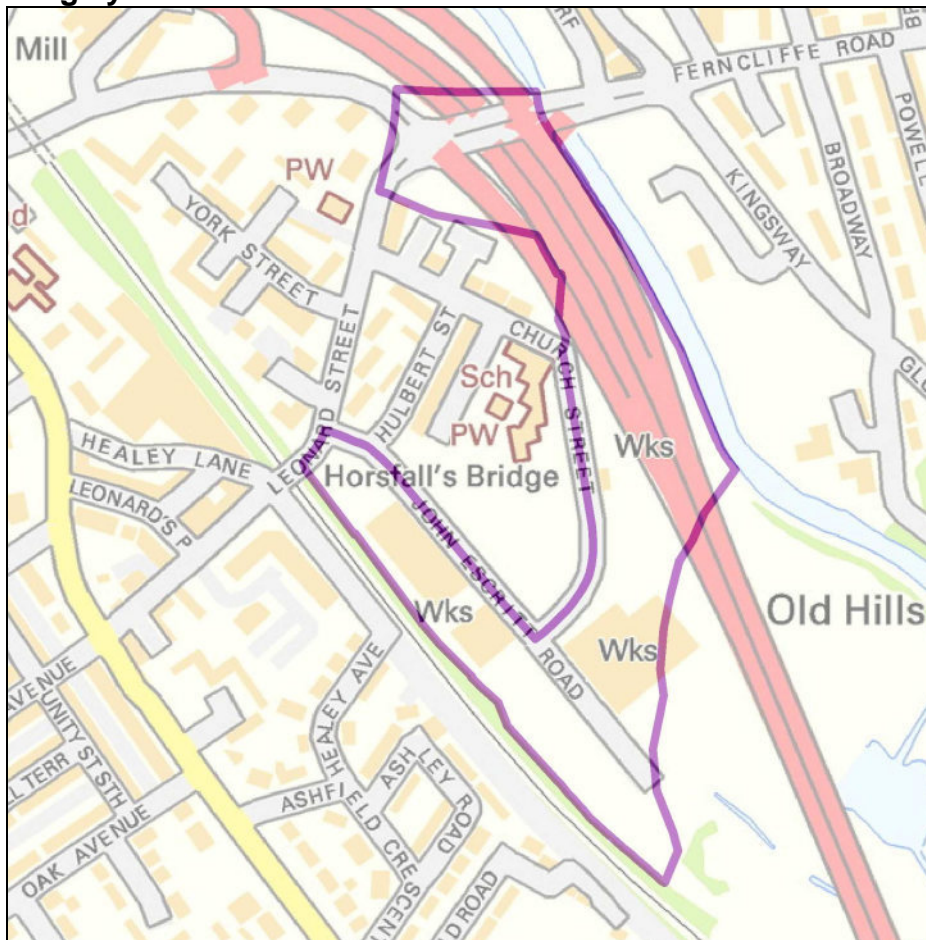 Mill
FERNCLIFFE ROAD
PW
YORK STREET
KINGSWAY
BROADWAY
POWELL
d
LEONARD STREET
HULBERT ST
CHURCH STREET
Sch
PW
Wks
HEALEY LANE
Horsfall's Bridge
LEONARD'S P
JOHN ESCRITT ROAD
Wks
Wks
Old Hills
HEALEY AVE
AVENUE
UNITY ST STH
L TERR
ASHFIELD CRESCEN
ASHLEY ROAD
OAK AVENUE
D ROAD